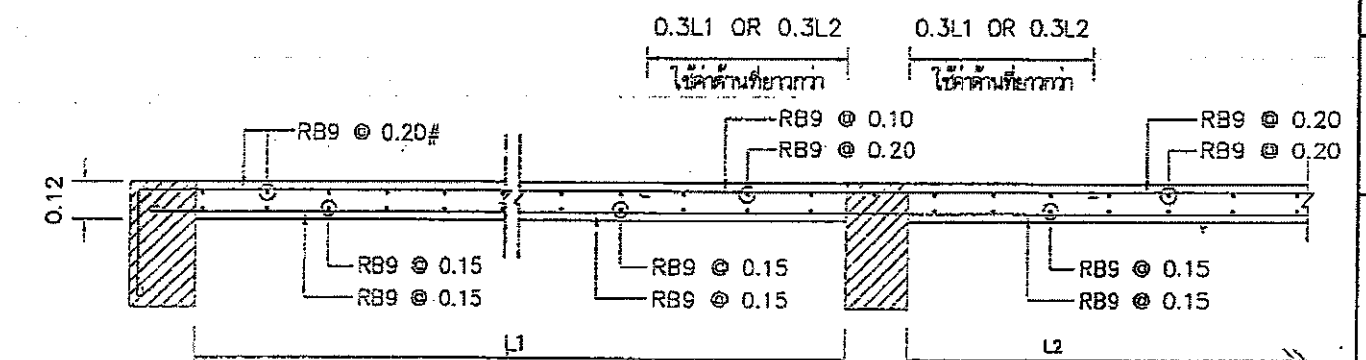 0.3L1 OR 0.3L2
0.3L1 OR 0.3L2
ใช้ค่าด้านที่ยาวกว่า
ใช้ค่าด้านที่ยาวกว่า
RB9 @ 0.20#
RB9 @ 0.10
RB9 @ 0.20
RB9 @ 0.20
RB9 @ 0.20
0.12
RB9 @ 0.15
RB9 @ 0.15
RB9 @ 0.15
RB9 @ 0.15
RB9 @ 0.15
RB9 @ 0.15
L1
L2